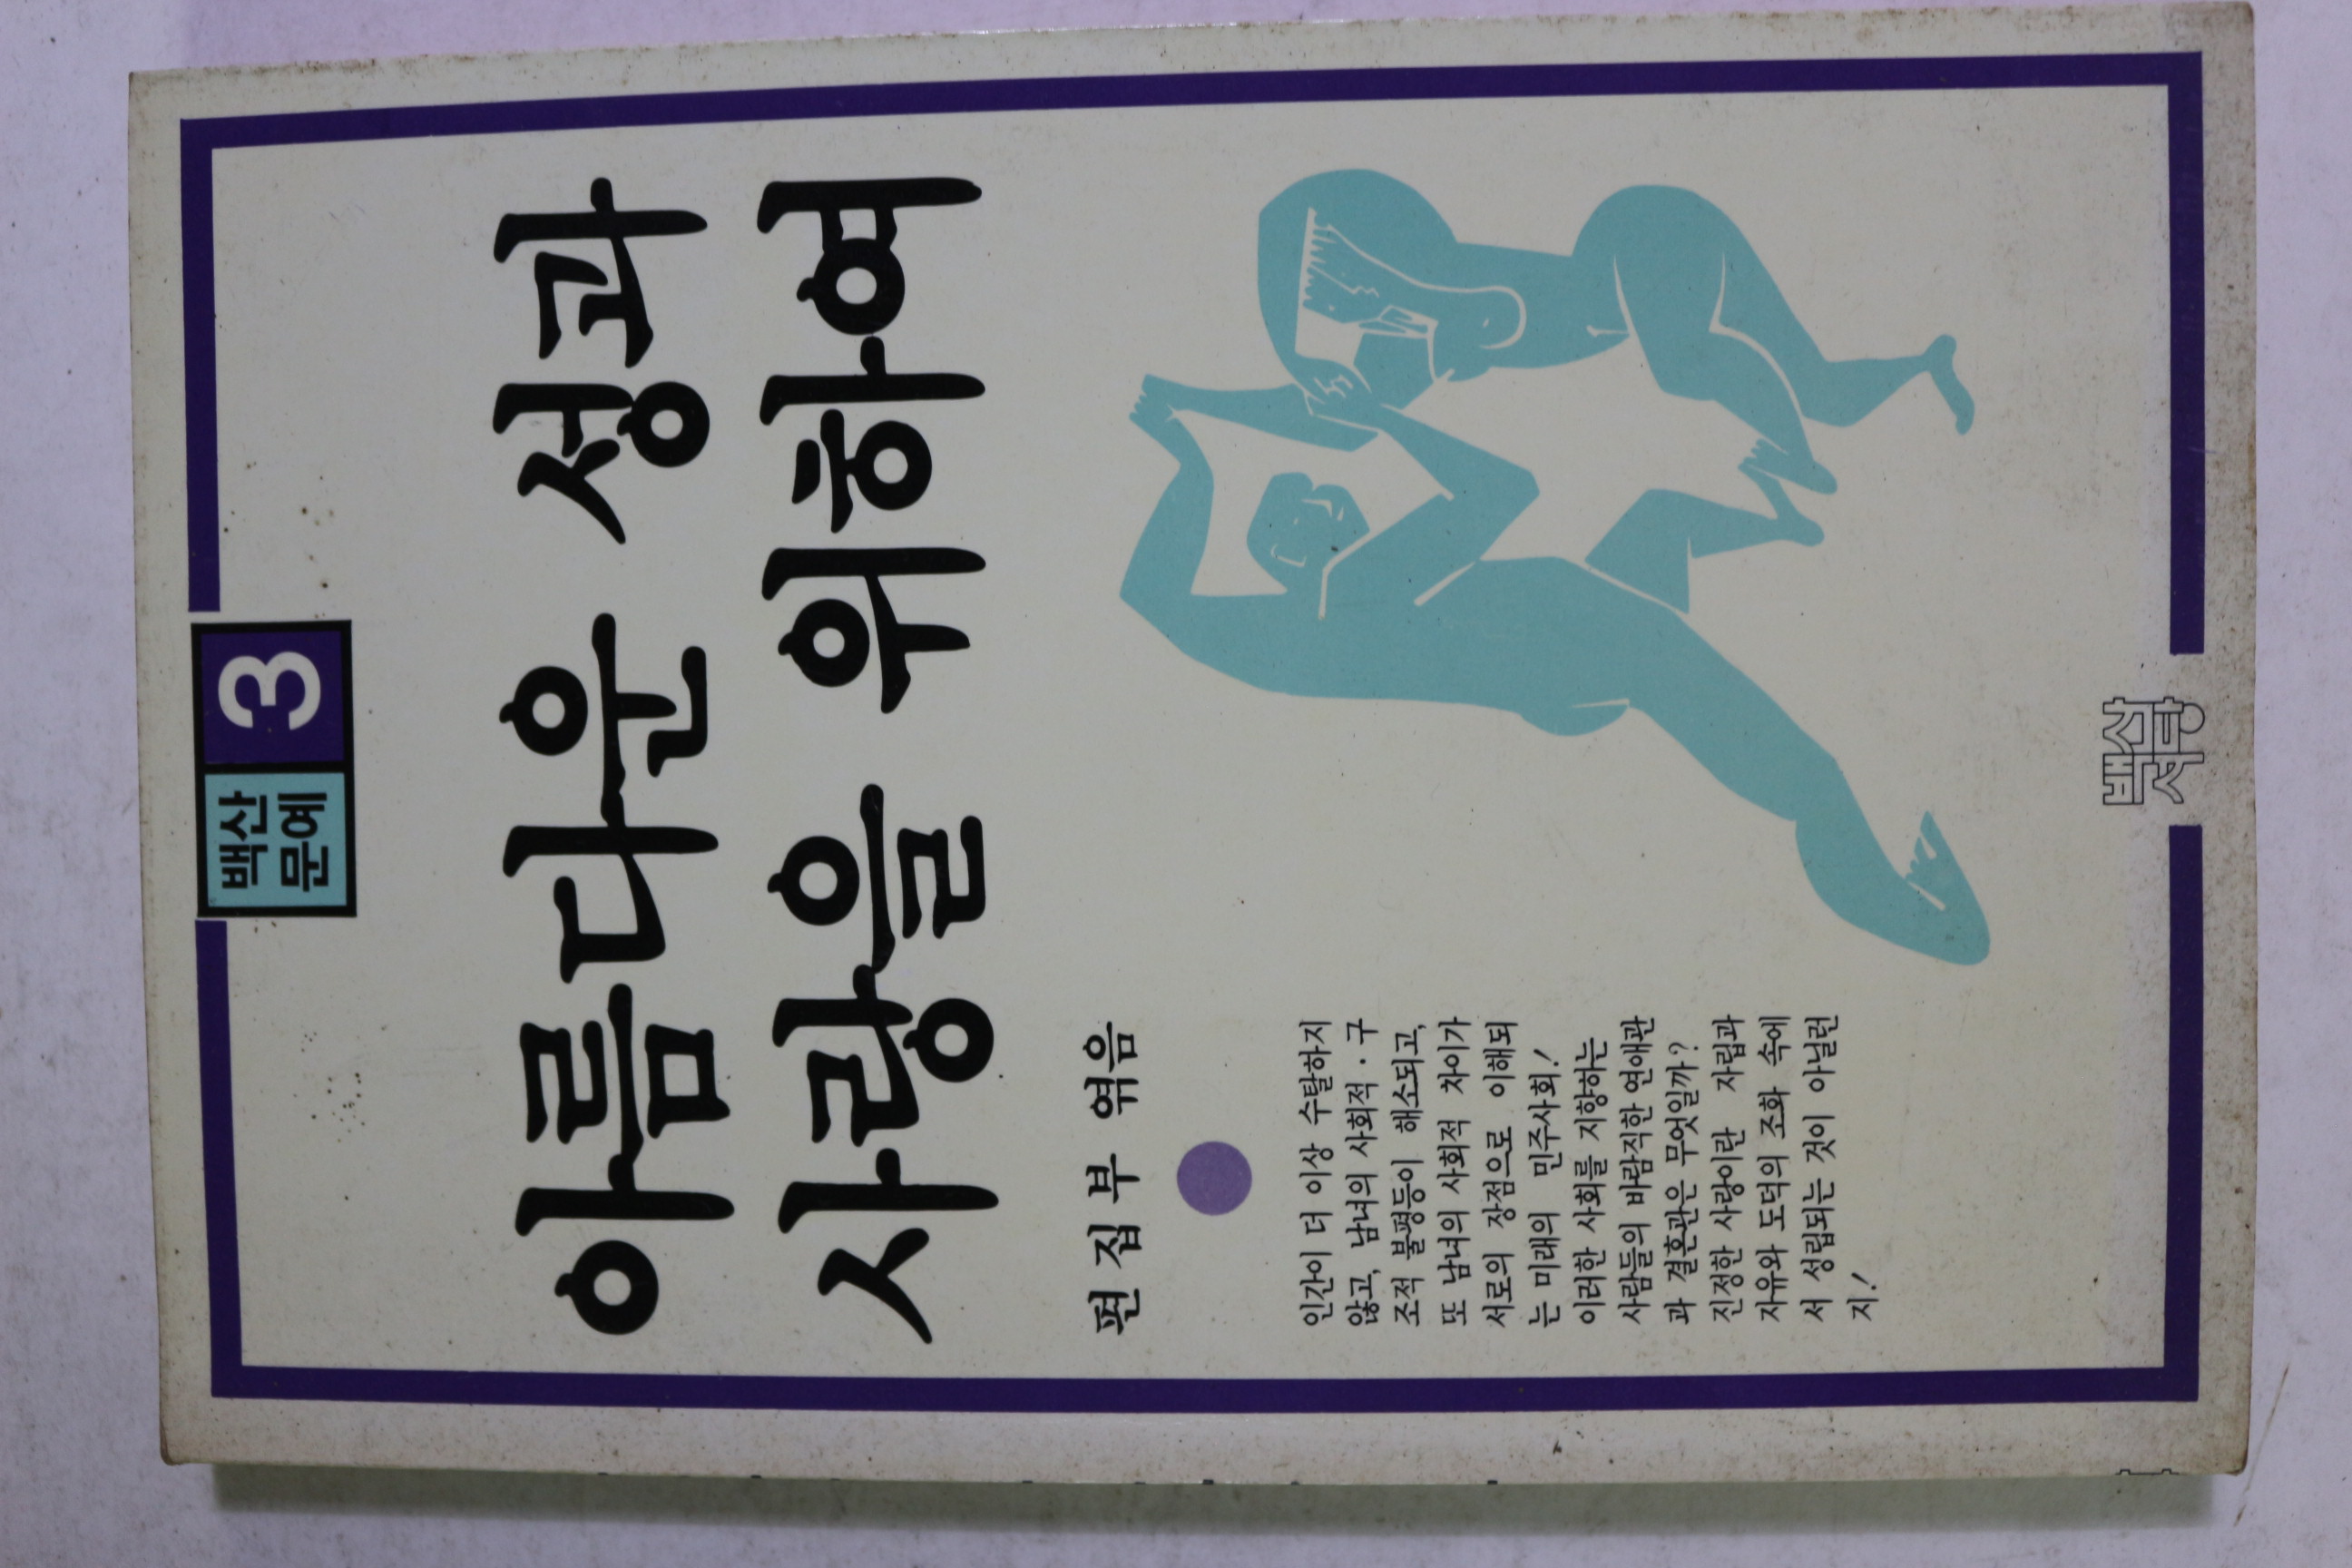 백산
문예
3
아름다운 성과
사랑을 위하여
편집부 엮음
인간이 더 이상 수탈하지
않고, 남녀의 사회적·구
조적 불평등이 해소되고,
또 남녀의 사회적 차이가
서로의 장점으로 이해되
는 미래의 민주사회!
이러한 사회를 지향하는
사람들의 바람직한 연애관
과 결혼관은 무엇일까?
진정한 사랑이란 자립과
자유와 도덕의 조화 속에
서 성립되는 것이 아닐런
지!